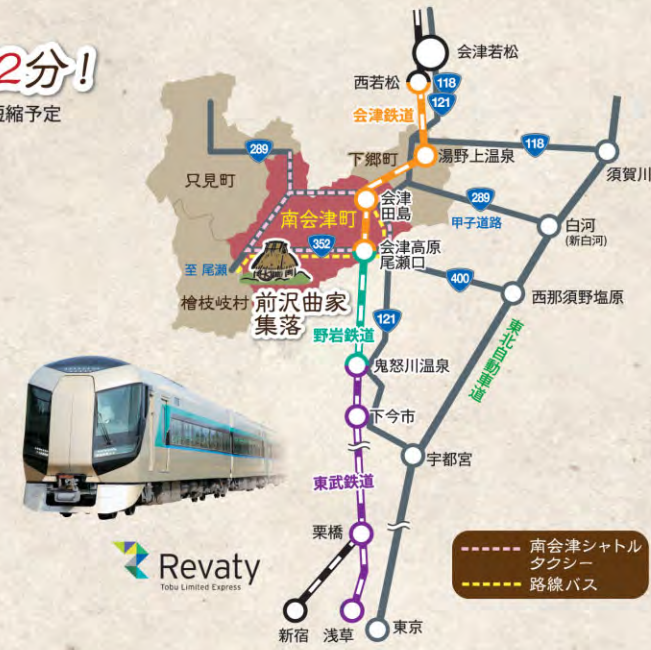 2分!
短縮予定
会津若松
西若松
118
121
会津鉄道
289
下郷町
湯野上温泉
118
須賀川
只見町
会津
田島
289
甲子道路
白河
(新白河)
南会津町
352
会津高原
尾瀬口
至 尾瀬
400
西那須野塩原
檜枝岐村
前沢曲家
集落
121
野岩鉄道
東北自動車道
鬼怒川温泉
下今市
宇都宮
東武鉄道
栗橋
Revaty
Tobu Limited Express
新宿
浅草
東京
南会津シャトル
タクシー
路線バス